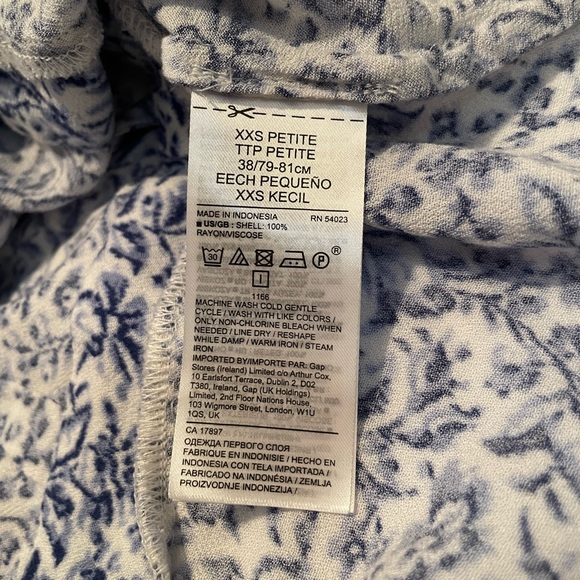 XXS PETITE
TTP PETITE
38/79-81CM
EECH PEQUEÑO
XXS KECIL
MADE IN INDONESIA RN 54023
■ US/GB : SHELL: 100%
RAYON/VISCOSE
30 P ®
I
1166
MACHINE WASH COLD GENTLE
CYCLE / WASH WITH LIKE COLORS /
ONLY NON-CHLORINE BLEACH WHEN
NEEDED / LINE DRY / RESHAPE
WHILE DAMP / WARM IRON / STEAM
IRON
IMPORTED BY/IMPORTE PAR: Gap
Stores (Ireland) Limited c/o Arthur Cox,
10 Earlsfort Terrace, Dublin 2, D02
T380, Ireland, Gap (UK Holdings)
Limited, 2nd Floor Nations House,
103 Wigmore Street, London, W1U
1QS, UK
CA 17897
ОДЕЖДА ПЕРВОГО СЛОЯ
FABRIQUE EN INDONISIE / HECHO EN
INDONESIA CON TELA IMPORTADA /
FABRICADO NA INDONÉSIA / ZEMLJA
PROIZVODNJE INDONEZIJA /